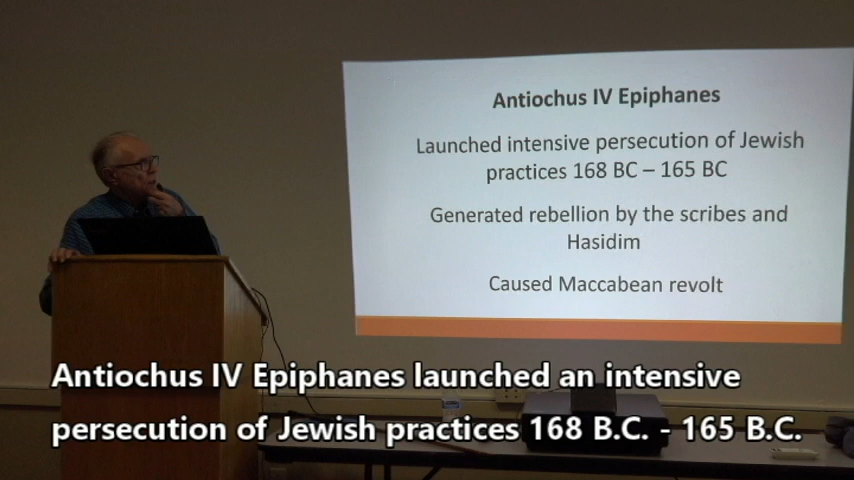 Antiochus IV Epiphanes
Launched intensive persecution of Jewish
practices 168 BC – 165 BC
Generated rebellion by the scribes and
Hasidim
Caused Maccabean revolt
Antiochus IV Epiphanes launched an intensive
persecution of Jewish practices 168 B.C. - 165 B.C.